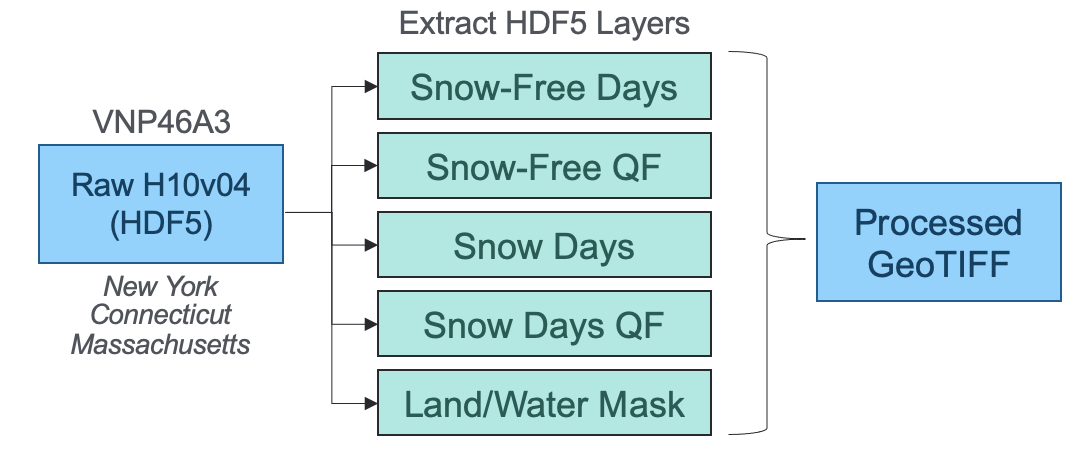 Extract HDF5 Layers
VNP46A3
Raw H10v04
(HDF5)
New York
Connecticut
Massachusetts
Snow-Free Days
Snow-Free QF
Snow Days
Snow Days QF
Land/Water Mask
Processed
GeoTIFF